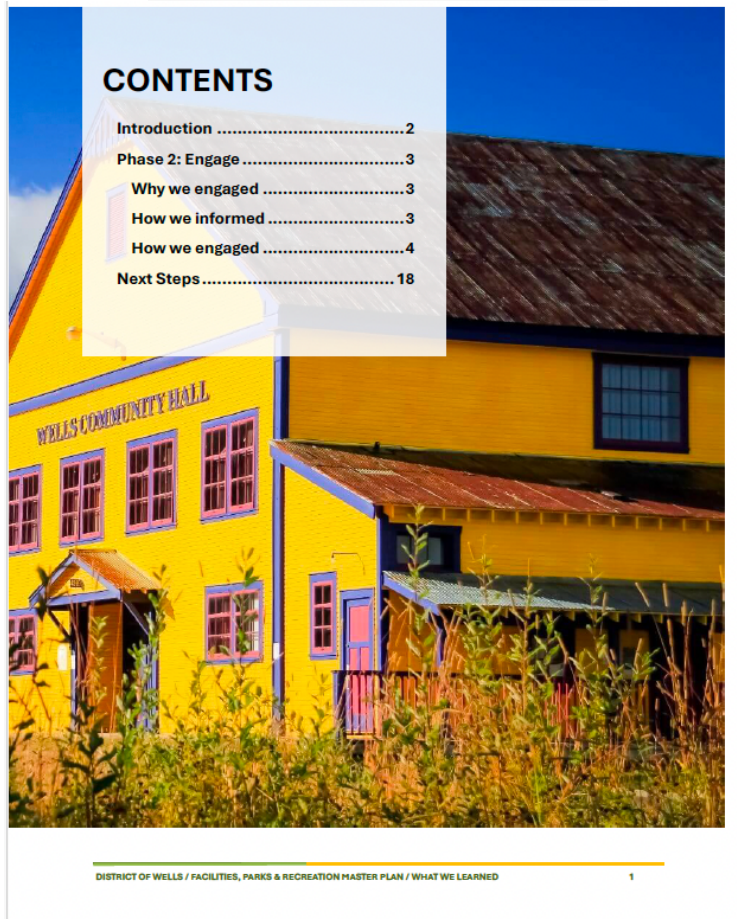 CONTENTS
Introduction ..................................... 2
Phase 2: Engage ................................ 3
Why we engaged ............................ 3
How we informed ........................... 3
How we engaged ............................ 4
Next Steps ...................................... 18
WELLS COMMUNITY HALL
DISTRICT OF WELLS / FACILITIES, PARKS & RECREATION MASTER PLAN / WHAT WE LEARNED 1